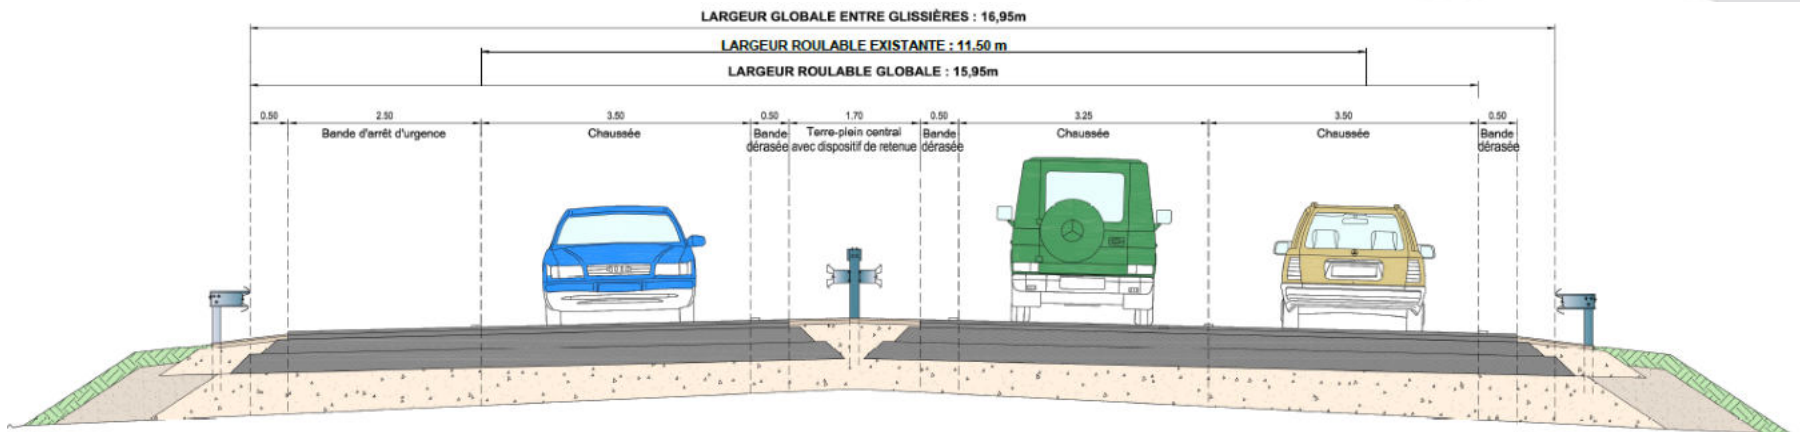 LARGEUR GLOBALE ENTRE GLISSIÈRES : 16,95m
LARGEUR ROULABLE EXISTANTE : 11.50 m
LARGEUR ROULABLE GLOBALE : 15,95m
0.50 2.50 3.50 0.50 1.70 0.50 3.25 3.50 0.50
Bande d'arrêt d'urgence Chaussée Bande Terre-plein central Bande Chaussée Chaussée Bande
dérasée avec dispositif de retenue dérasée dérasée